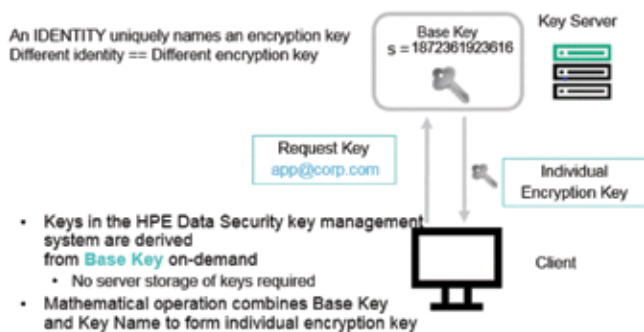 An IDENTITY uniquely names an encryption key
Different identity == Different encryption key
Base Key
s = 1872361923616
Key Server
Request Key
app@corp.com
Individual
Encryption Key
• Keys in the HPE Data Security key management
system are derived
from Base Key on-demand
• No server storage of keys required
• Mathematical operation combines Base Key
and Key Name to form individual encryption key
Client